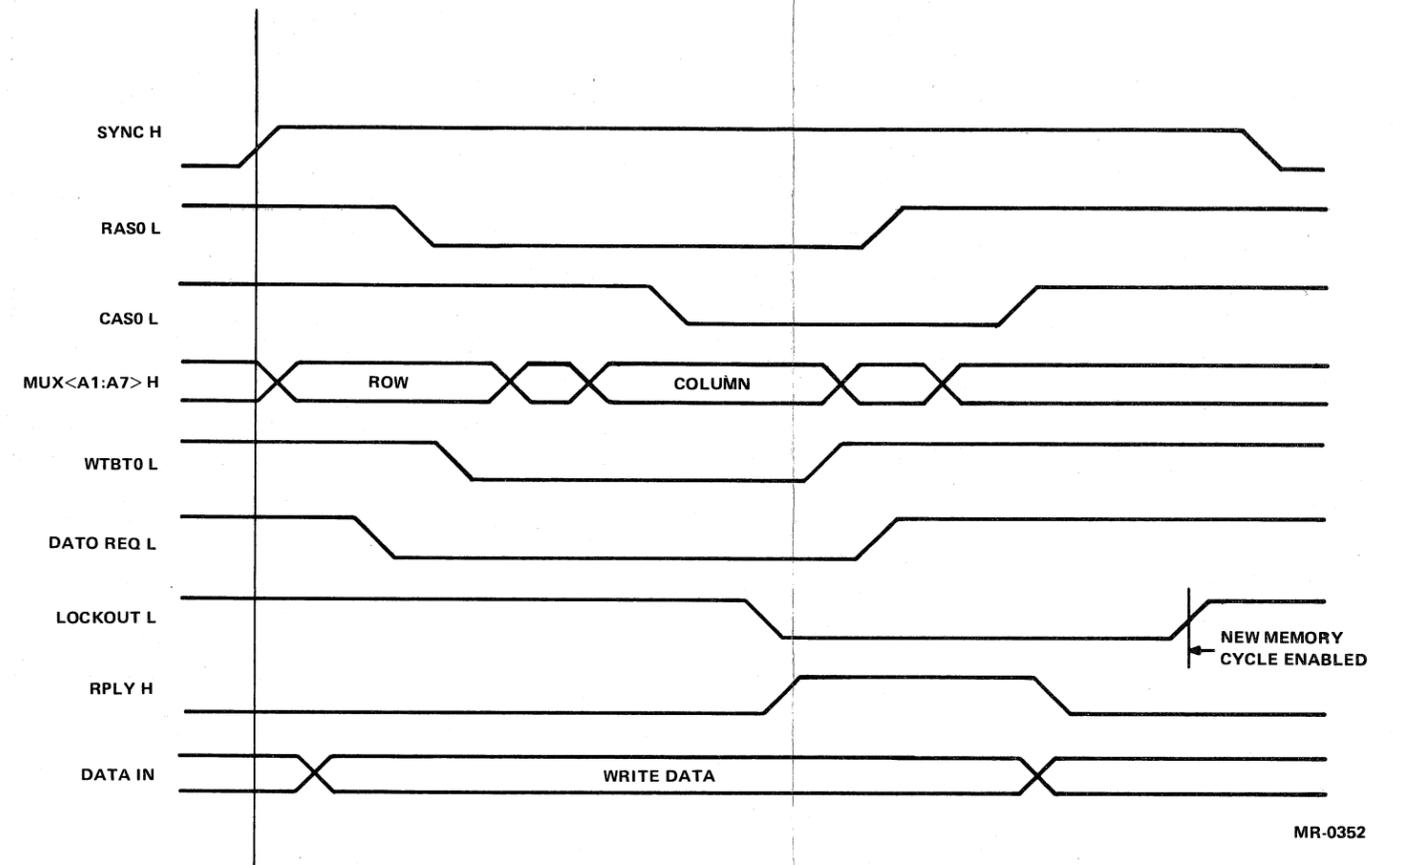 SYNC H
RAS0 L
CAS0 L
MUX<A1:A7> H
ROW
COLUMN
WTBT0 L
DATO REQ L
LOCKOUT L
NEW MEMORY
CYCLE ENABLED
RPLY H
DATA IN
WRITE DATA
MR-0352